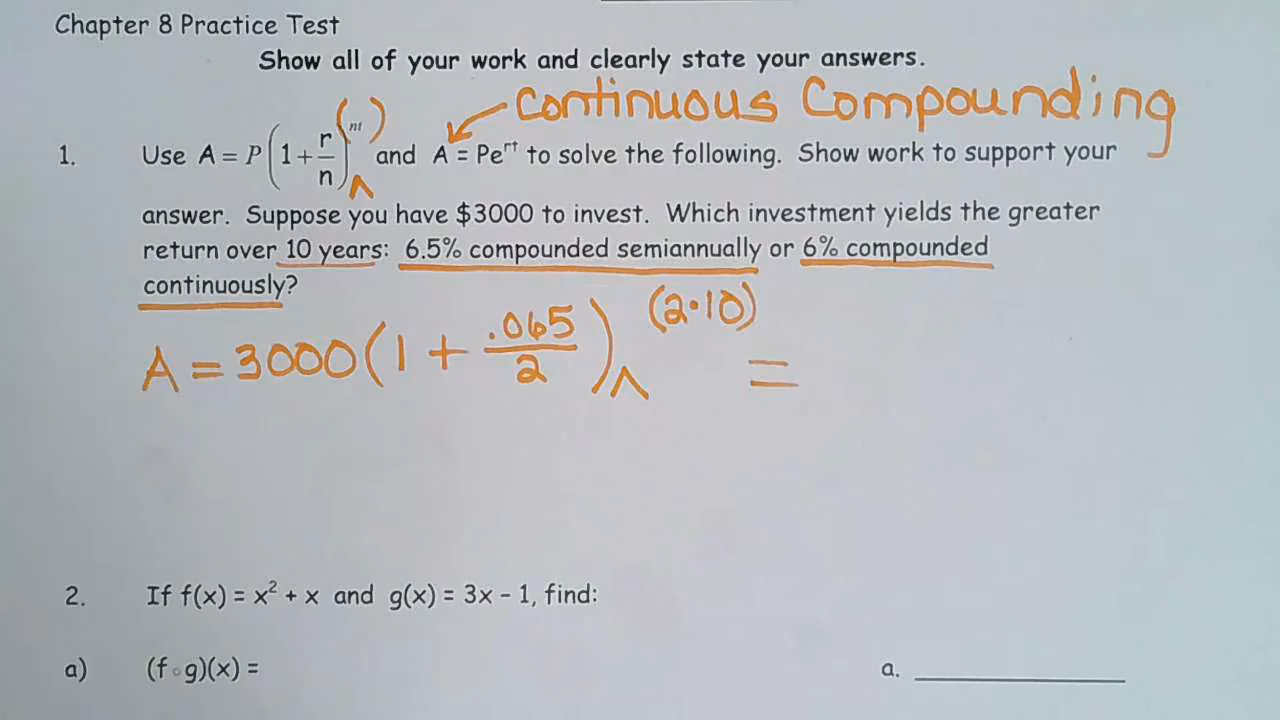 Chapter 8 Practice Test
Show all of your work and clearly state your answers.
Continuous Compounding
1. Use A = P(1 + r/n)^(nt) and A = Pe^rt to solve the following. Show work to support your
answer. Suppose you have $3000 to invest. Which investment yields the greater
return over 10 years: 6.5% compounded semiannually or 6% compounded
continuously?
A = 3000(1 + .065/2)^(2·10) =
2. If f(x) = x² + x and g(x) = 3x – 1, find:
a) (f∘g)(x) = a. ____________